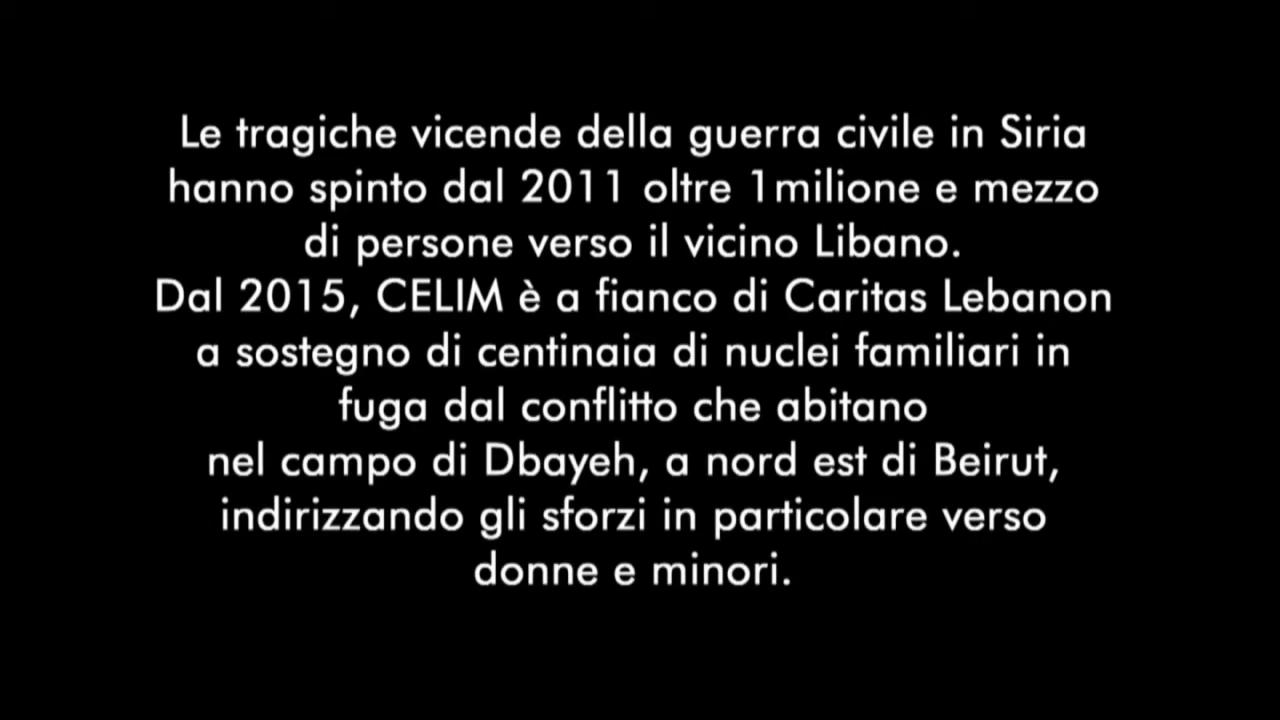 Le tragiche vicende della guerra civile in Siria
hanno spinto dal 2011 oltre 1milione e mezzo
di persone verso il vicino Libano.
Dal 2015, CELIM è a fianco di Caritas Lebanon
a sostegno di centinaia di nuclei familiari in
fuga dal conflitto che abitano
nel campo di Dbayeh, a nord est di Beirut,
indirizzando gli sforzi in particolare verso
donne e minori.